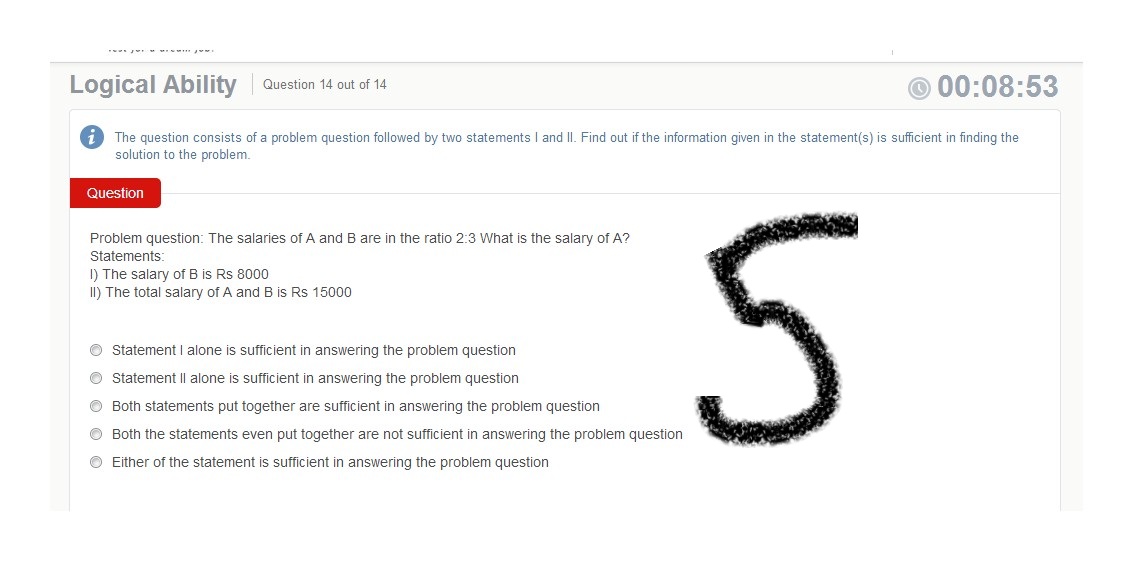 Logical Ability
Question 14 out of 14
00:08:53
The question consists of a problem question followed by two statements I and II. Find out if the information given in the statement(s) is sufficient in finding the
solution to the problem.
Question
Problem question: The salaries of A and B are in the ratio 2:3 What is the salary of A?
Statements:
I) The salary of B is Rs 8000
II) The total salary of A and B is Rs 15000
Statement I alone is sufficient in answering the problem question
Statement II alone is sufficient in answering the problem question
Both statements put together are sufficient in answering the problem question
Both the statements even put together are not sufficient in answering the problem question
Either of the statement is sufficient in answering the problem question
5